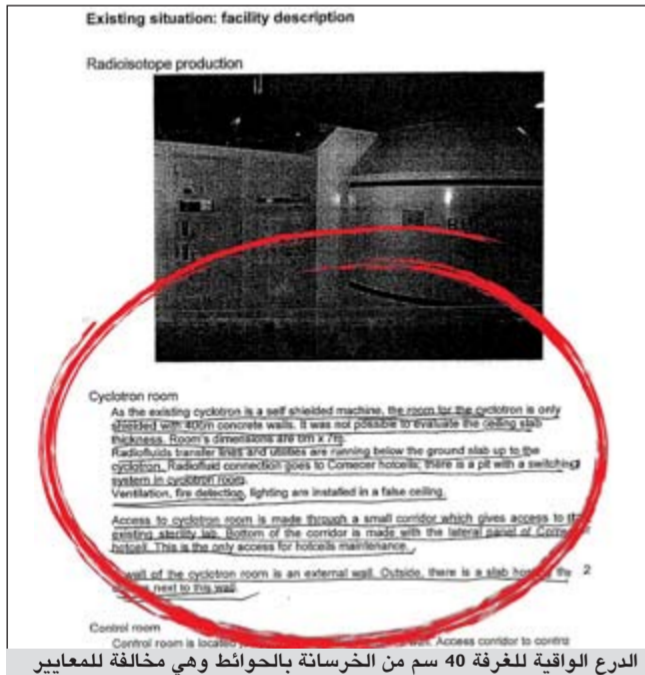 Existing situation: facility description
Radioisotope production
Cyclotron room
As the existing cyclotron is a self shielded machine, the room for the cyclotron is only
shielded with 40cm concrete walls. It was not possible to evaluate the ceiling slab
thickness. Room's dimensions are 6m x 7m.
Radiofluids transfer lines and utilities are running below the ground slab up to the
cyclotron. Radiofluid connection goes to Comecer hotcells; there is a pit with a switching
system in cyclotron room.
Ventilation, fire detection, lighting are installed in a false ceiling.
Access to cyclotron room is made through a small corridor which gives access to the
existing sterility lab. Bottom of the corridor is made with the lateral panel of
hotcell. This is the only access for hotcells maintenance.
wall of the cyclotron room is an external wall. Outside, there is a slab
next to this wall.
2
Control room
Control room is located wall. Access corridor to
الدرع الواقية للغرفة 40 سم من الخرسانة بالحوائط وهي مخالفة للمعايير